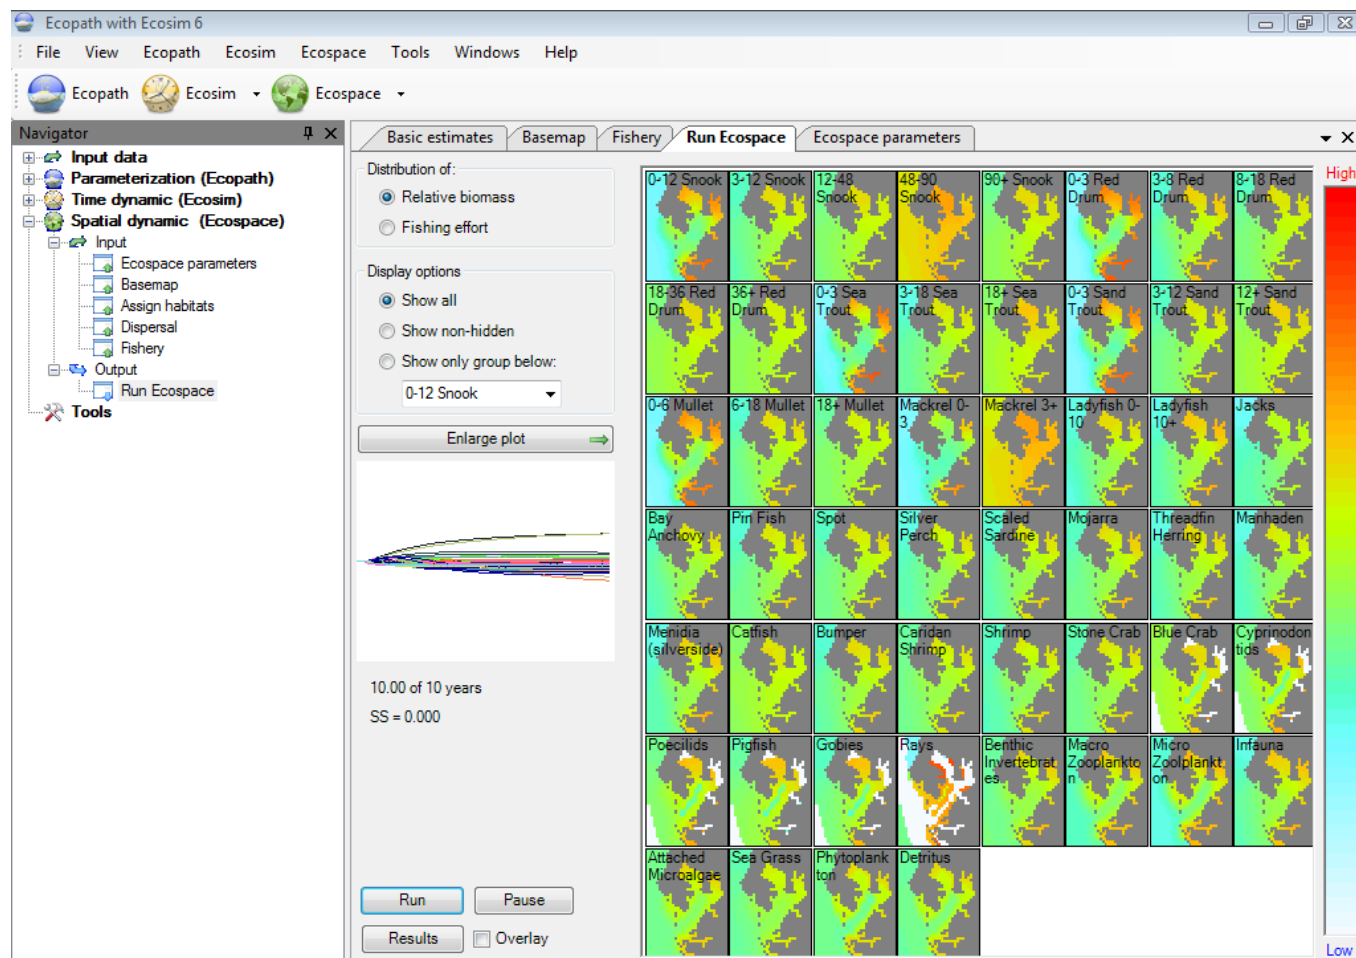 Ecopath with Ecosim 6
File View Ecopath Ecosim Ecospace Tools Windows Help
Ecopath Ecosim Ecospace
Navigator
Input data
Parameterization (Ecopath)
Time dynamic (Ecosim)
Spatial dynamic (Ecospace)
Input
Ecospace parameters
Basemap
Assign habitats
Dispersal
Fishery
Output
Run Ecospace
Tools
Basic estimates Basemap Fishery Run Ecospace Ecospace parameters
Distribution of:
Relative biomass
Fishing effort
Display options
Show all
Show non-hidden
Show only group below:
0-12 Snook
Enlarge plot
10.00 of 10 years
SS = 0.000
Run Pause
Results Overlay
0-12 Snook 3-12 Snook 12-48 48-90 90+ Snook 0-3 Red 3-8 Red 8-18 Red
Snook Snook Drum Drum Drum
18-36 Red 36+ Red 0-3 Sea 3-18 Sea 18+ Sea 0-3 Sand 3-12 Sand 12+ Sand
Drum Drum Trout Trout Trout Trout Trout Trout
0-6 Mullet 6-18 Mullet 18+ Mullet Mackrel 0- Mackrel 3+ Ladyfish 0- Ladyfish Jacks
3 10 10+
Bay Pin Fish Spot Silver Scaled Mojarra Threadfin Manhaden
Anchovy Perch Sardine Herring
Menidia Catfish Bumper Caridan Shrimp Stone Crab Blue Crab Cyprinodon
(silverside) Shrimp tids
Poecilids Pigfish Gobies Rays Benthic Macro Micro Infauna
Invertebrat Zooplankto Zoolplankt
es n on
Attached Sea Grass Phytoplank Detritus
Microalgae ton
High
Low